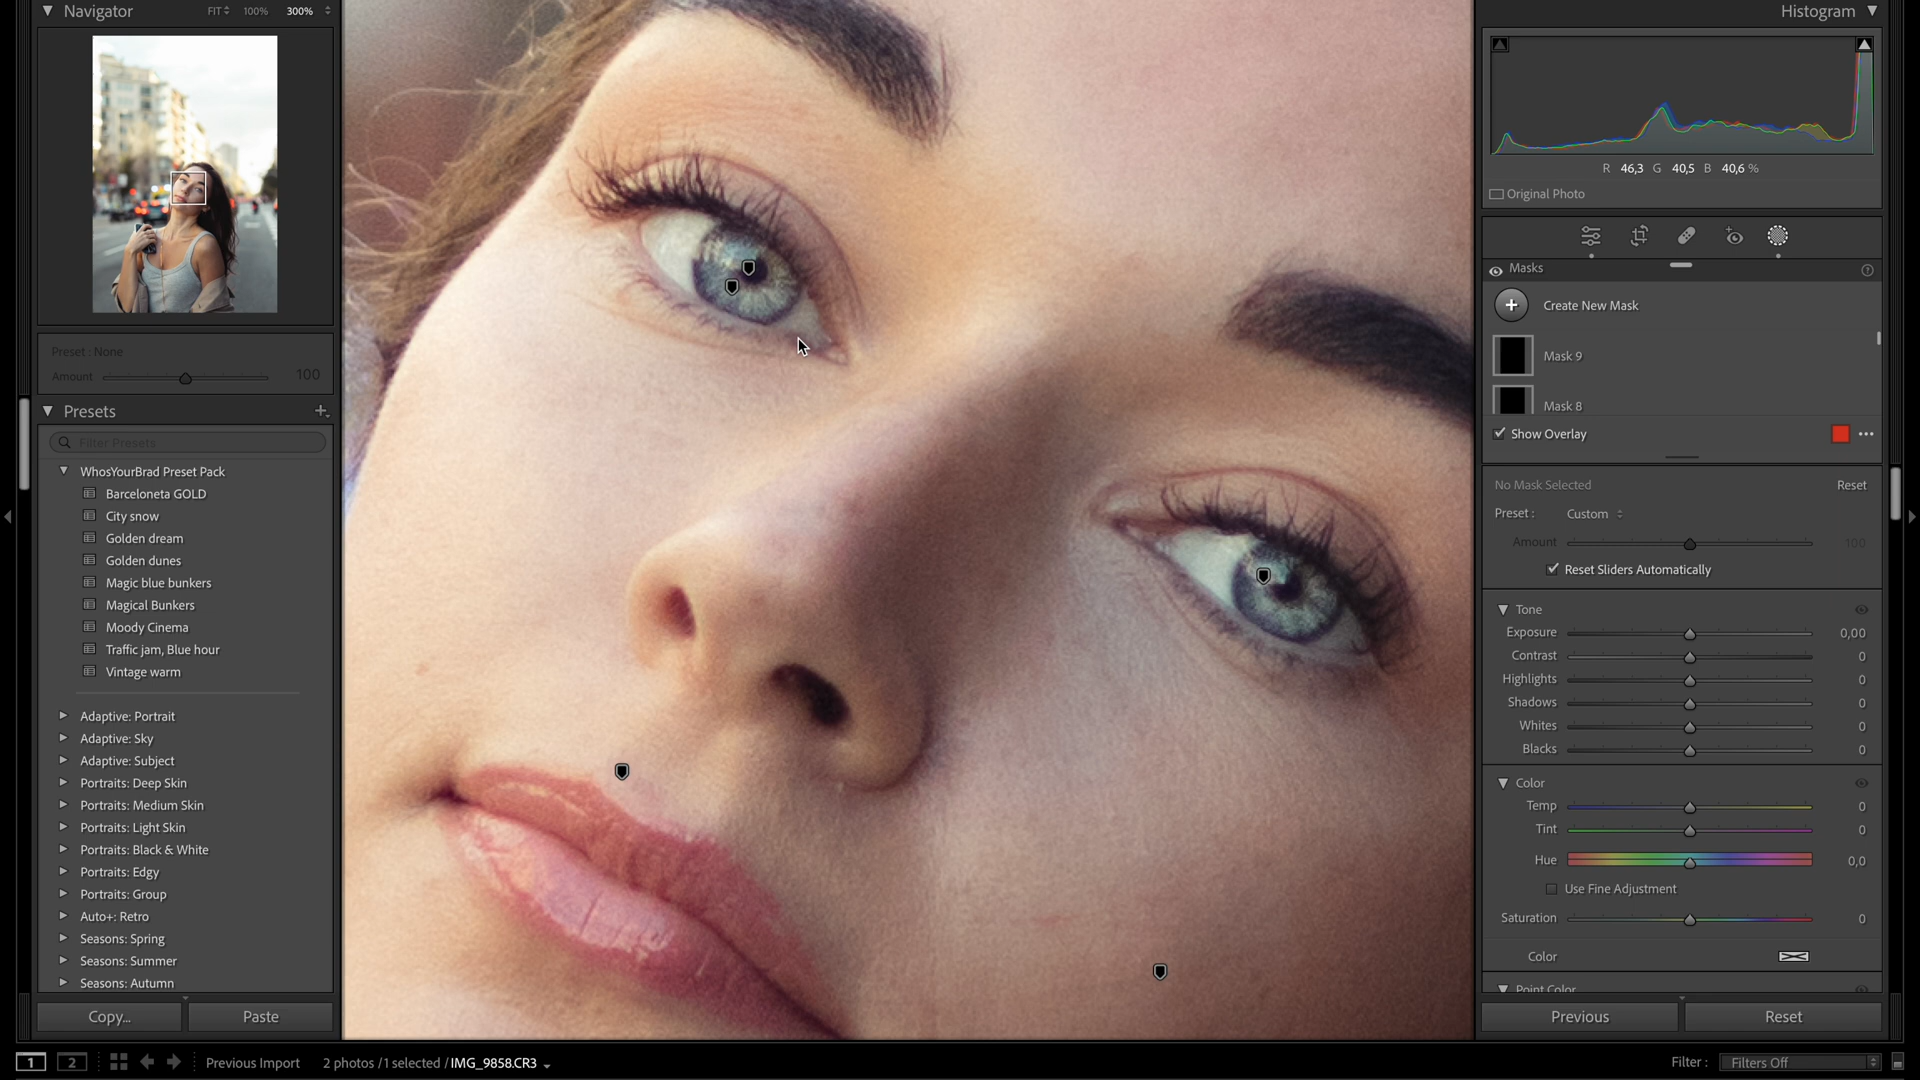 Navigator
FIT
100%
300%
Preset : None
Amount
100
Presets
Filter Presets
WhosYourBrad Preset Pack
Barceloneta GOLD
City snow
Golden dream
Golden dunes
Magic blue bunkers
Magical Bunkers
Moody Cinema
Traffic jam, Blue hour
Vintage warm
Adaptive: Portrait
Adaptive: Sky
Adaptive: Subject
Portraits: Deep Skin
Portraits: Medium Skin
Portraits: Light Skin
Portraits: Black & White
Portraits: Edgy
Portraits: Group
Auto+: Retro
Seasons: Spring
Seasons: Summer
Seasons: Autumn
Copy...
Paste
Histogram
R 46,3 G 40,5 B 40,6 %
Original Photo
Masks
Create New Mask
Mask 9
Mask 8
Show Overlay
No Mask Selected
Reset
Preset : Custom
Amount 100
Reset Sliders Automatically
Tone
Exposure 0,00
Contrast 0
Highlights 0
Shadows 0
Whites 0
Blacks 0
Color
Temp 0
Tint 0
Hue 0,0
Use Fine Adjustment
Saturation 0
Color
Point Color
Previous
Reset
1
2
Previous Import
2 photos /1 selected /IMG_9858.CR3
Filter :
Filters Off